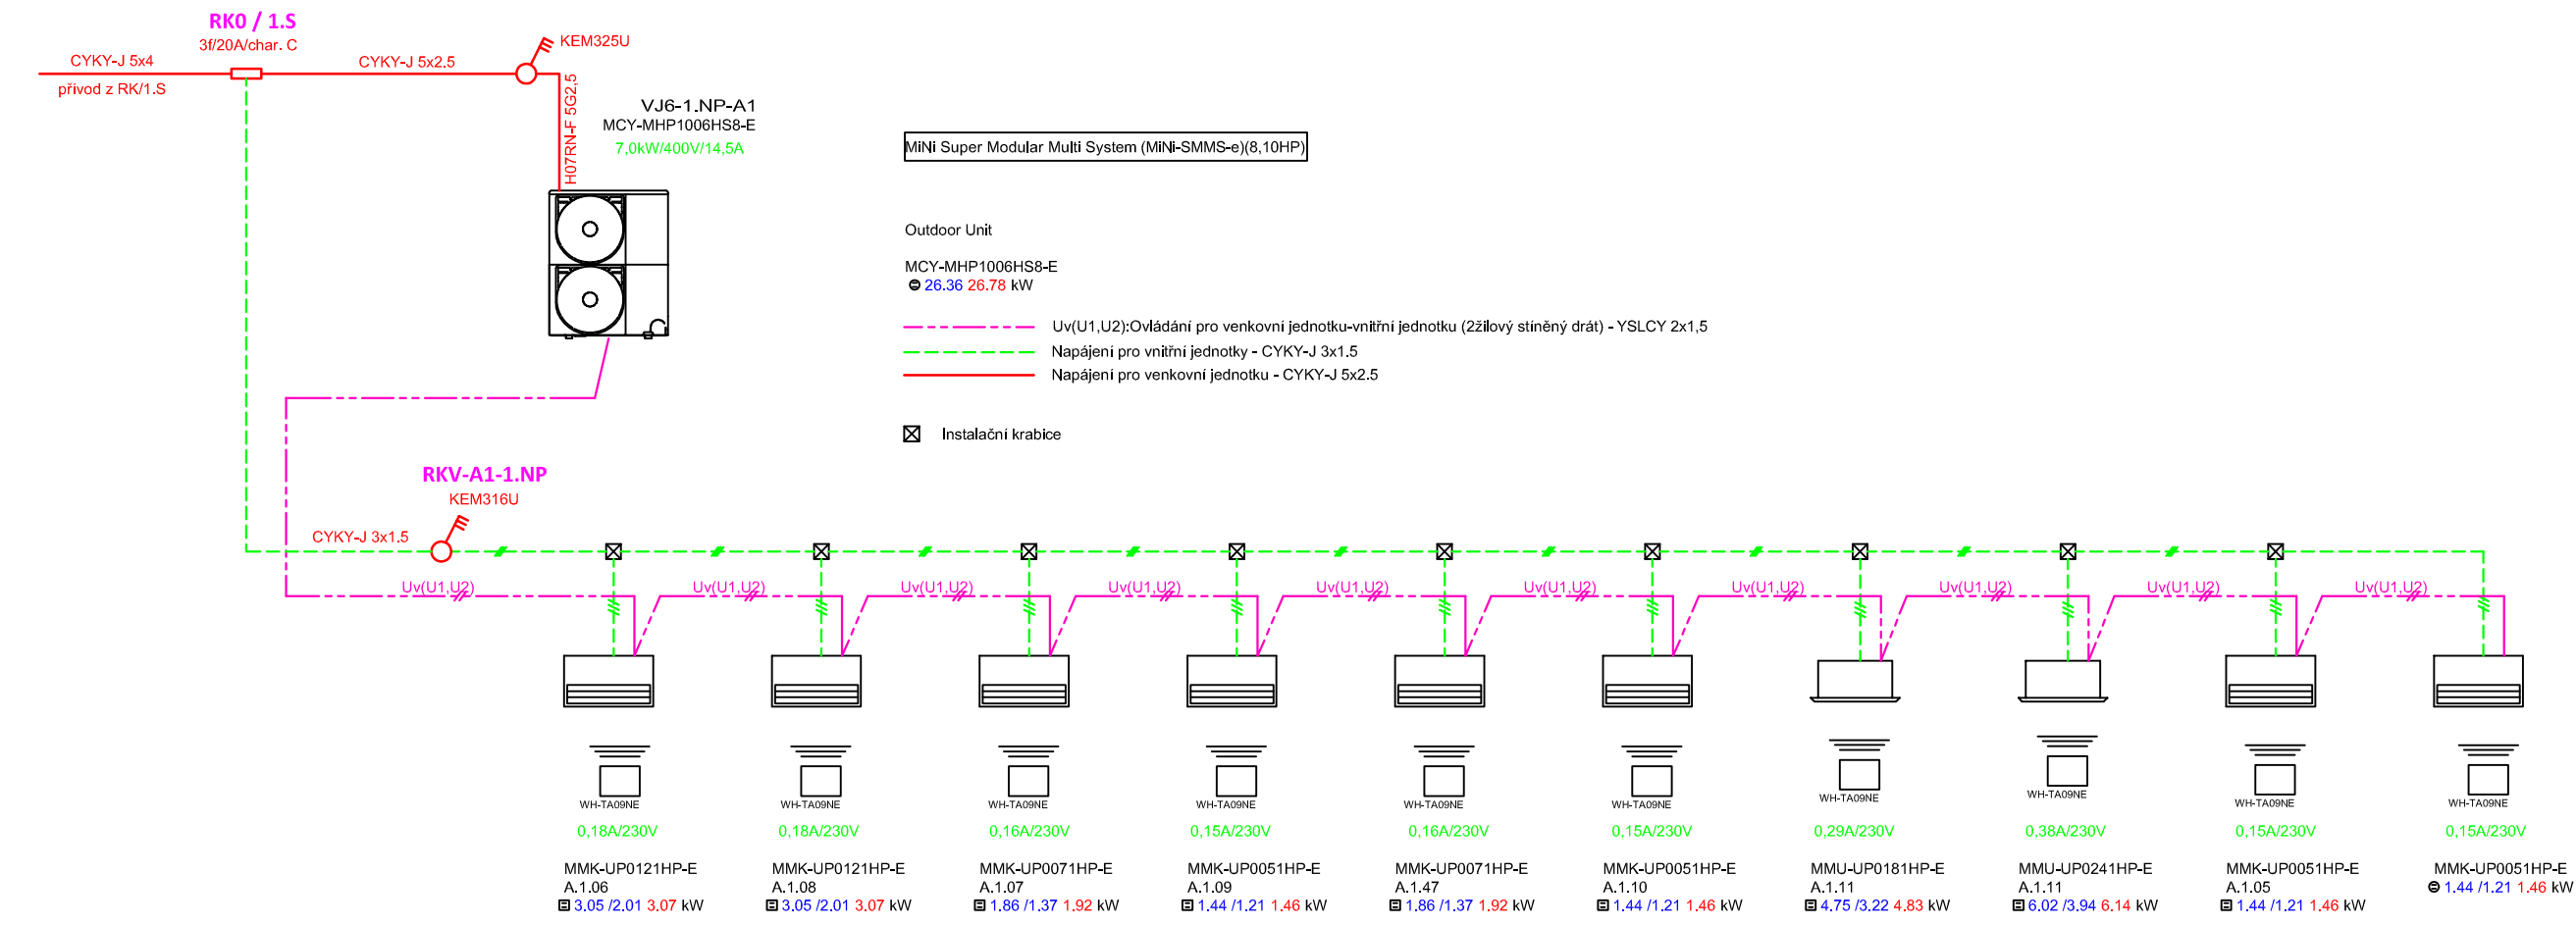 RK0 / 1.S
3f/20A/char. C
CYKY-J 5x4
přívod z RK/1.S
CYKY-J 5x2.5
KEM325U
H07RN-F 5G2,5
VJ6-1.NP-A1
MCY-MHP1006HS8-E
7,0kW/400V/14,5A
MiNi Super Modular Multi System (MiNi-SMMS-e)(8,10HP)
Outdoor Unit
MCY-MHP1006HS8-E
26.36 26.78 kW
Uv(U1,U2):Ovládání pro venkovní jednotku-vnitřní jednotku (2žilový stíněný drát) - YSLCY 2x1,5
Napájení pro vnitřní jednotky - CYKY-J 3x1.5
Napájení pro venkovní jednotku - CYKY-J 5x2.5
Instalační krabice
RKV-A1-1.NP
KEM316U
CYKY-J 3x1.5
Uv(U1,U2) Uv(U1,U2) Uv(U1,U2) Uv(U1,U2) Uv(U1,U2) Uv(U1,U2) Uv(U1,U2) Uv(U1,U2) Uv(U1,U2) Uv(U1,U2)
WH-TA09NE WH-TA09NE WH-TA09NE WH-TA09NE WH-TA09NE WH-TA09NE WH-TA09NE WH-TA09NE WH-TA09NE WH-TA09NE
0,18A/230V 0,18A/230V 0,16A/230V 0,15A/230V 0,16A/230V 0,15A/230V 0,29A/230V 0,38A/230V 0,15A/230V 0,15A/230V
MMK-UP0121HP-E MMK-UP0121HP-E MMK-UP0071HP-E MMK-UP0051HP-E MMK-UP0071HP-E MMK-UP0051HP-E MMU-UP0181HP-E MMU-UP0241HP-E MMK-UP0051HP-E MMK-UP0051HP-E
A.1.06 A.1.08 A.1.07 A.1.09 A.1.47 A.1.10 A.1.11 A.1.11 A.1.05
3.05 /2.01 3.07 kW 3.05 /2.01 3.07 kW 1.86 /1.37 1.92 kW 1.44 /1.21 1.46 kW 1.86 /1.37 1.92 kW 1.44 /1.21 1.46 kW 4.75 /3.22 4.83 kW 6.02 /3.94 6.14 kW 1.44 /1.21 1.46 kW 1.44 /1.21 1.46 kW